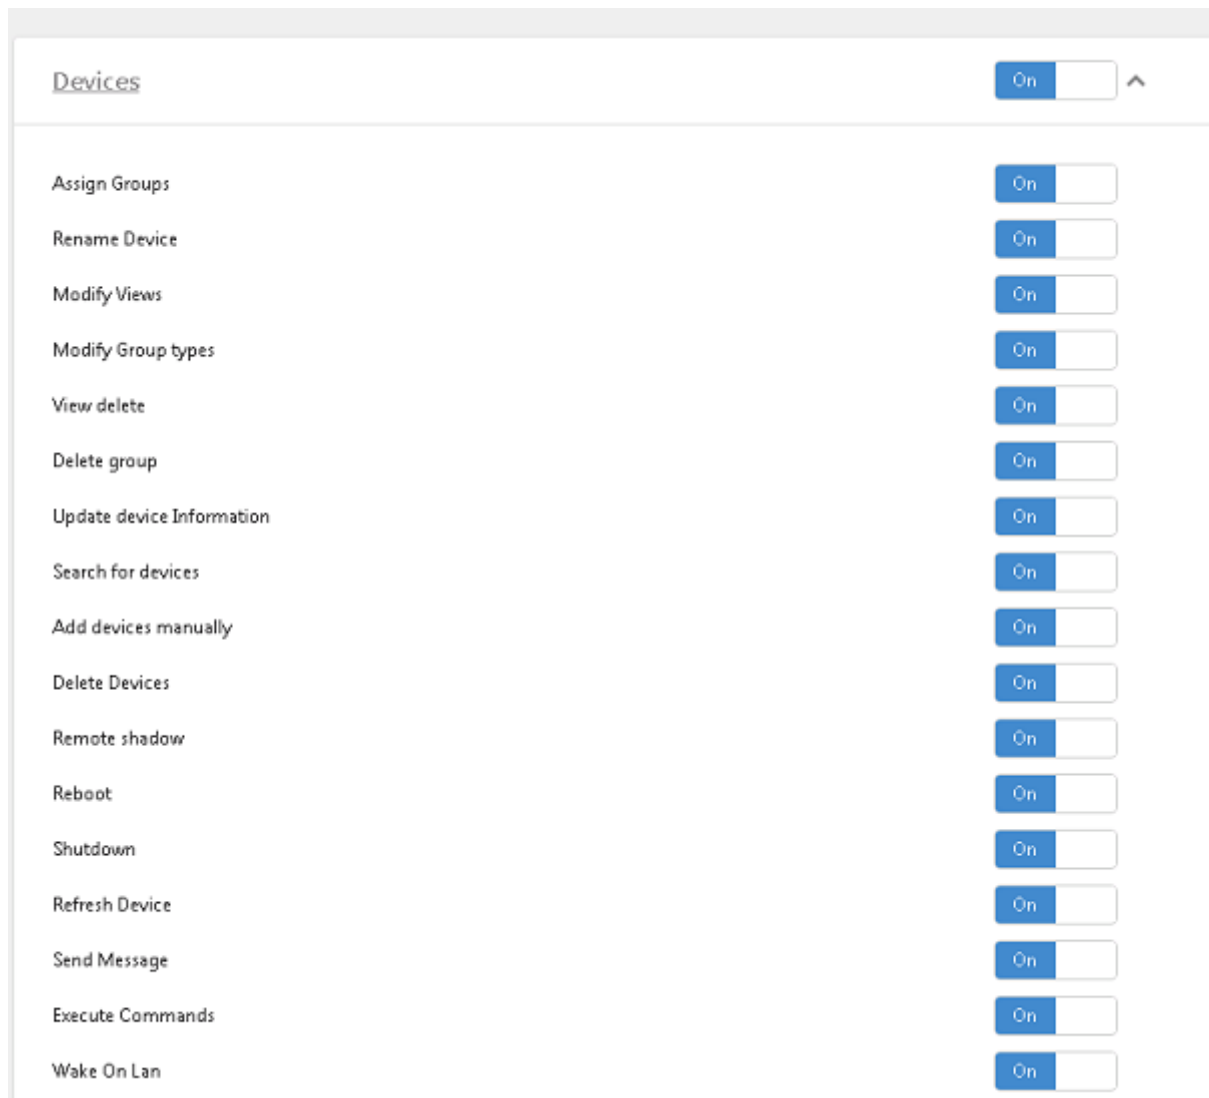 Devices On
Assign Groups On
Rename Device On
Modify Views On
Modify Group types On
View delete On
Delete group On
Update device Information On
Search for devices On
Add devices manually On
Delete Devices On
Remote shadow On
Reboot On
Shutdown On
Refresh Device On
Send Message On
Execute Commands On
Wake On Lan On